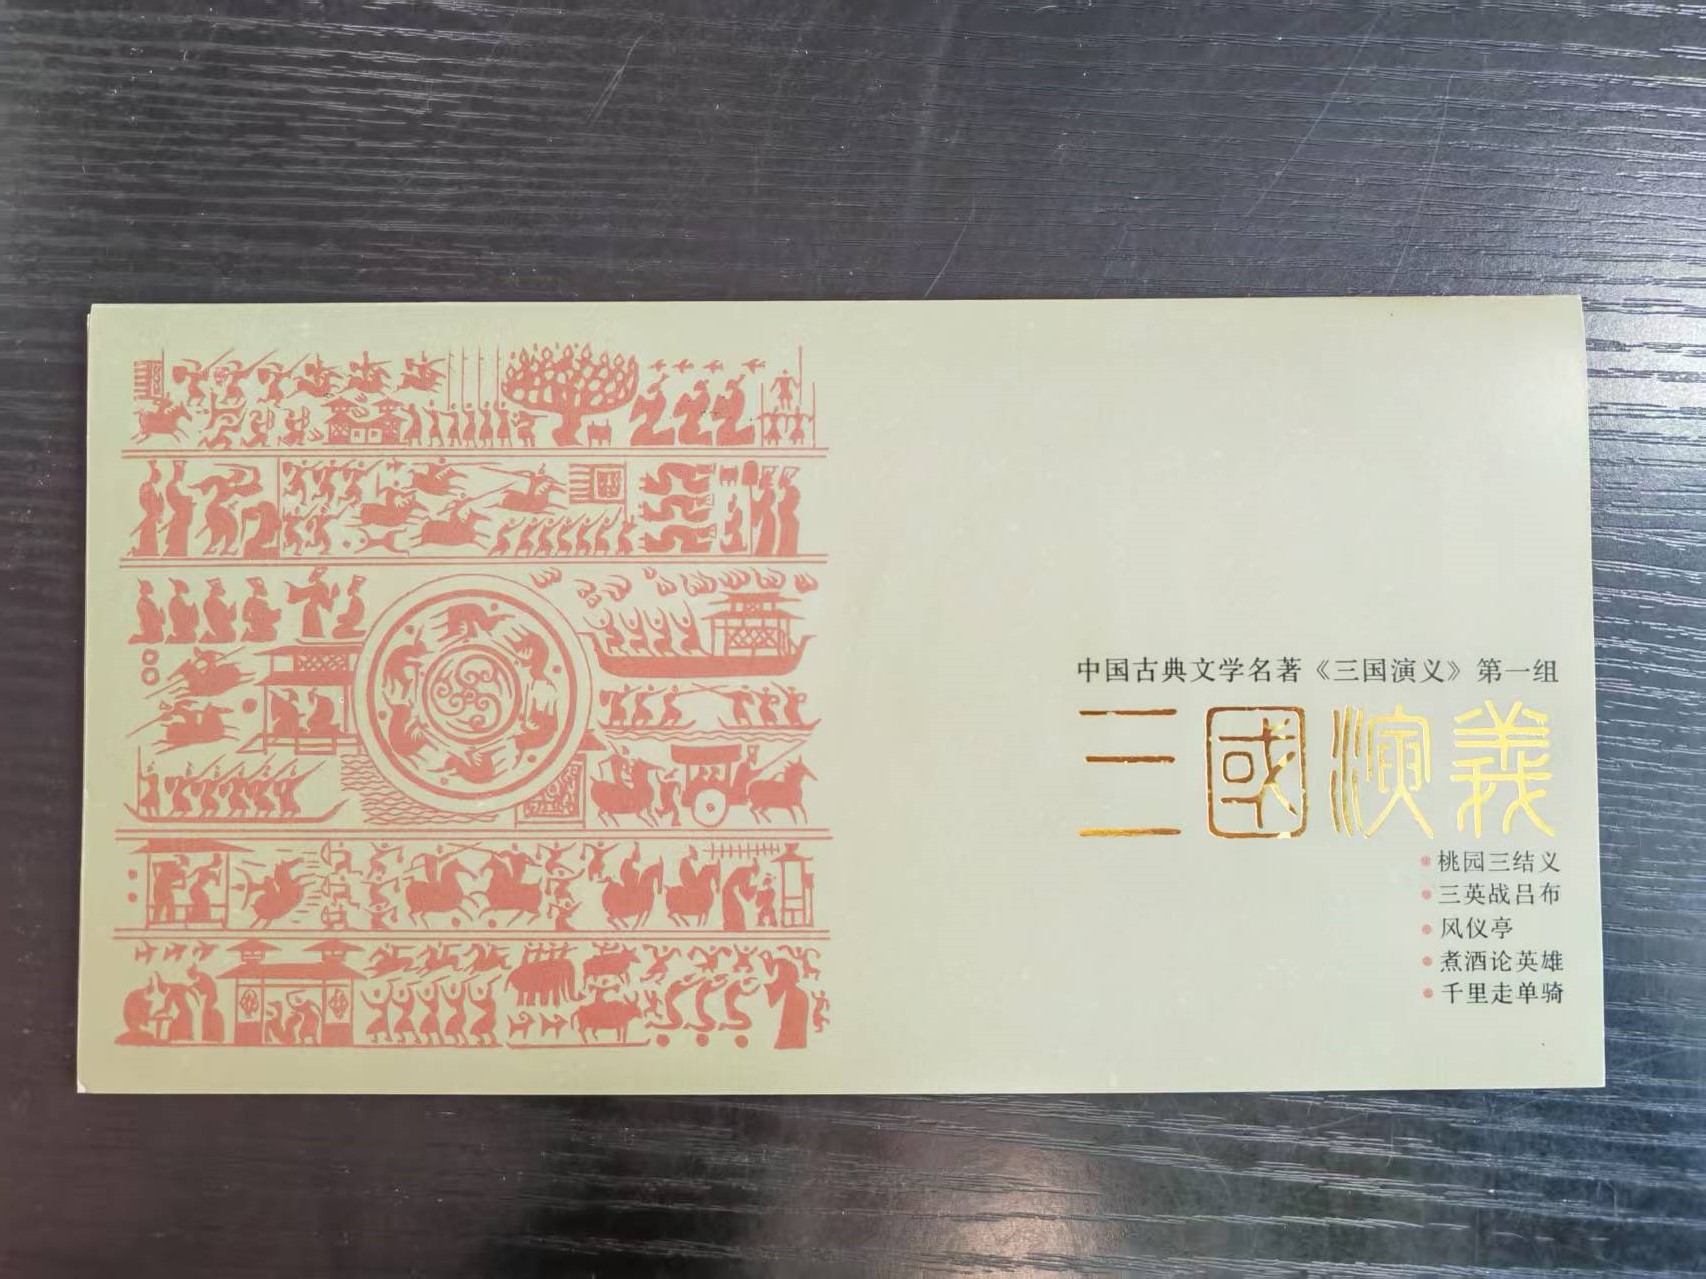 中国古典文学名著《三国演义》第一组
三國演義
桃园三结义
三英战吕布
风仪亭
煮酒论英雄
千里走单骑